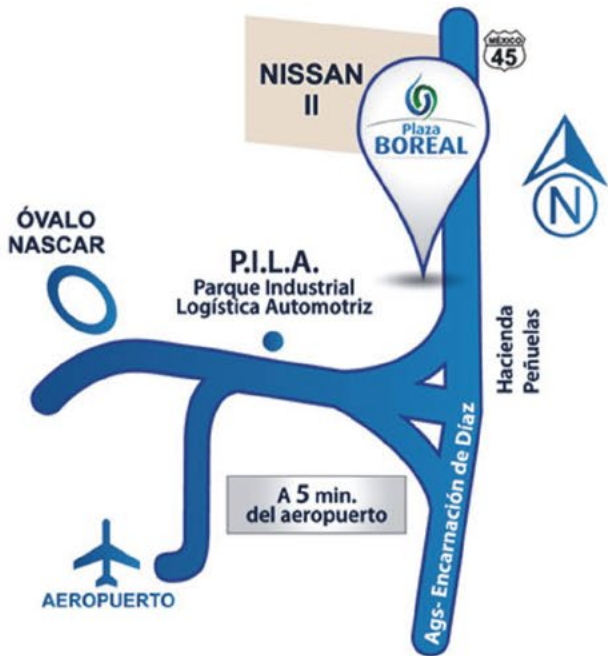 MÉXICO
45
NISSAN
II
Plaza
BOREAL
N
ÓVALO
NASCAR
P.I.L.A.
Parque Industrial
Logística Automotriz
Hacienda
Peñuelas
Ags- Encarnación de Díaz
A 5 min.
del aeropuerto
AEROPUERTO